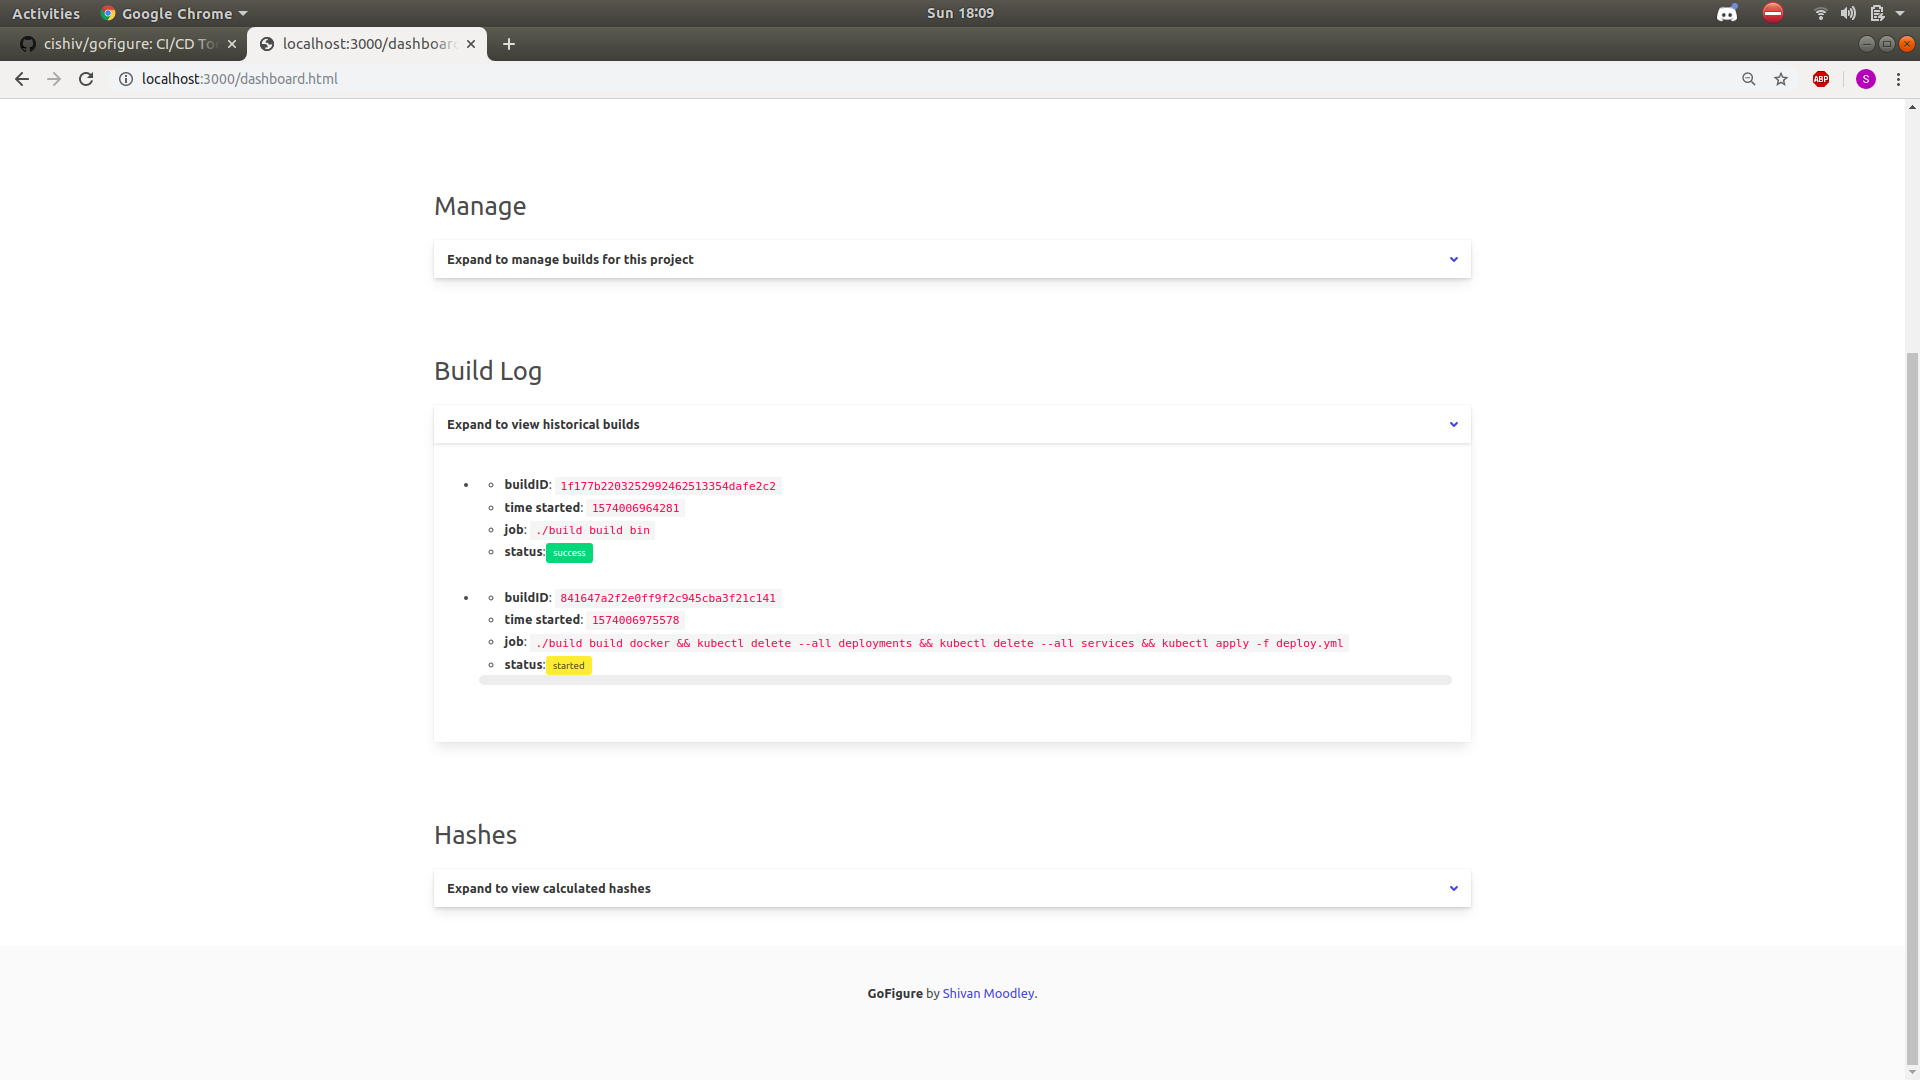 Activities
Google Chrome
Sun 18:09
cishiv/gofigure: CI/CD Too
localhost:3000/dashboar
localhost:3000/dashboard.html
ABP
S
Manage
Expand to manage builds for this project
Build Log
Expand to view historical builds
buildID: 1f177b2203252992462513354dafe2c2
time started: 1574006964281
job: ./build build bin
status:success
buildID: 841647a2f2e0ff9f2c945cba3f21c141
time started: 1574006975578
job: ./build build docker && kubectl delete --all deployments && kubectl delete --all services && kubectl apply -f deploy.yml
status:started
Hashes
Expand to view calculated hashes
GoFigure by Shivan Moodley.